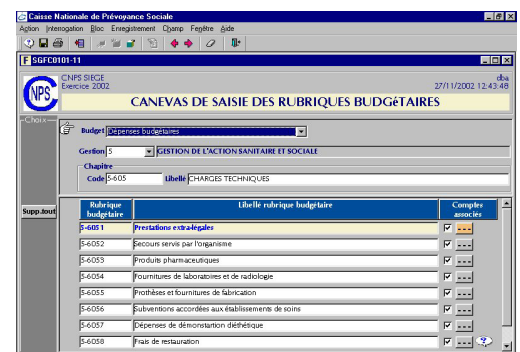 Caisse Nationale de Prévoyance Sociale
Action Interrogation Bloc Enregistrement Champ Fenêtre Aide
SGFC0101-11
NPS
CNPS SIEGE
dba
Exercice 2002
27/11/2002 12:43:48
CANEVAS DE SAISIE DES RUBRIQUES BUDGéTAIRES
Choix
Budget Dépenses budgétaires
Gestion 5 GESTION DE L'ACTION SANITAIRE ET SOCIALE
Chapitre
Code 5-605 Libellé CHARGES TECHNIQUES
Supp.tout
Rubrique budgétaire Libellé rubrique budgétaire Comptes associés
5-6051 Prestations extra-légales
5-6052 Secours servis par l'organisme
5-6053 Produits pharmaceutiques
5-6054 Fournitures de laboratoires et de radiologie
5-6055 Prothèses et fournitures de fabrication
5-6056 Subventions accordées aux établissements de soins
5-6057 Dépenses de démonstartion diéthétique
5-6058 Frais de restauration